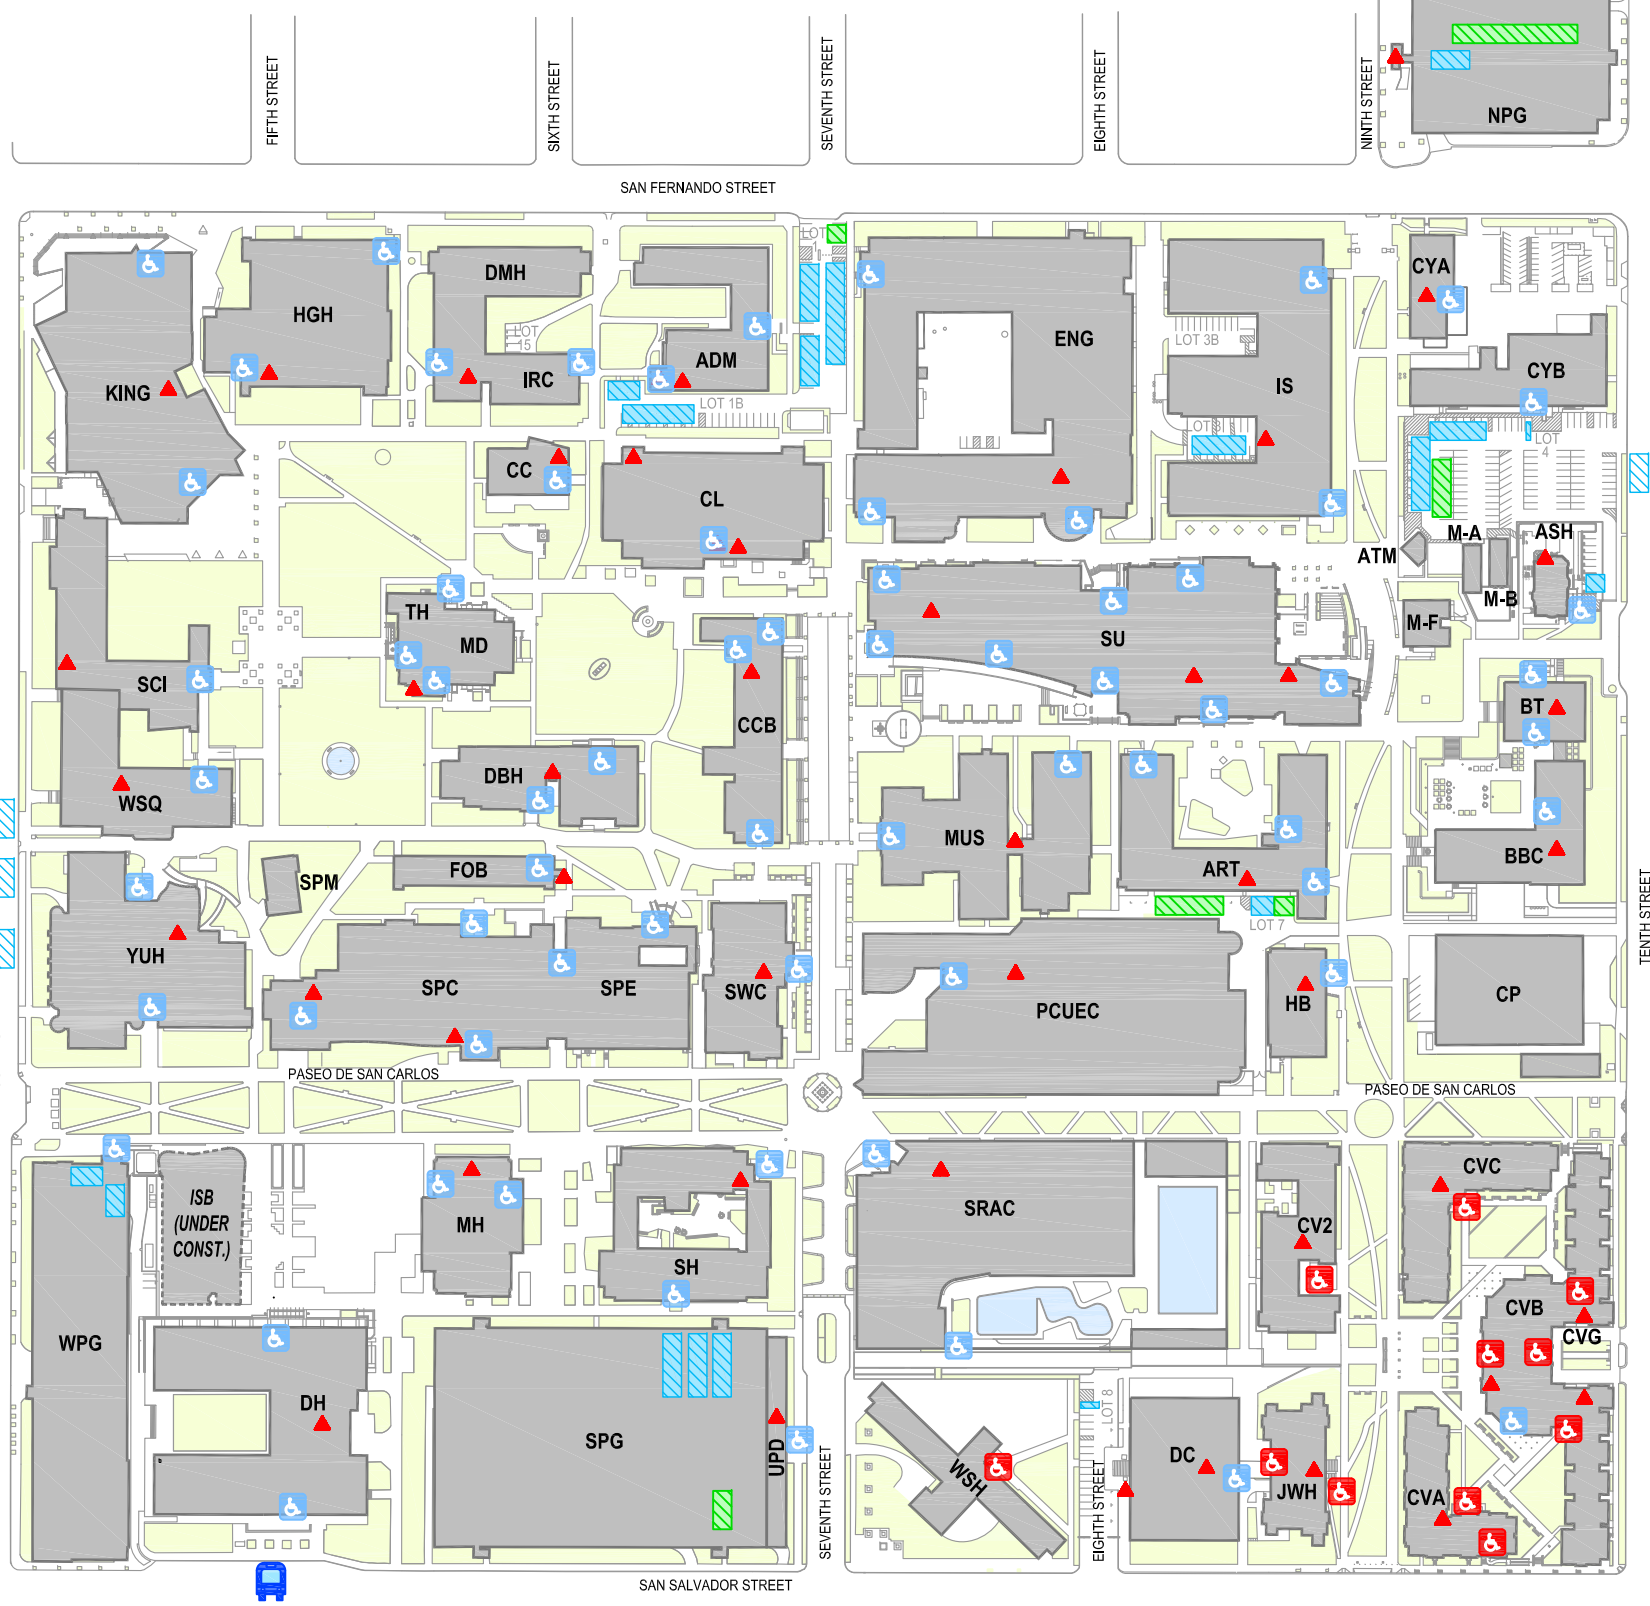 FIFTH STREET
SIXTH STREET
SEVENTH STREET
EIGHTH STREET
NINTH STREET
NPG
SAN FERNANDO STREET
LOT
1
KING
HGH
DMH
LOT
15
IRC
ADM
LOT 1B
ENG
LOT 3B
IS
LOT 3
CYA
CYB
LOT
4
CC
CL
ATM
M-A
M-B
ASH
M-F
TH
MD
SCI
WSQ
CCB
DBH
SU
BT
BBC
MUS
ART
LOT 7
TENTH STREET
SPM
FOB
YUH
SPC
SPE
SWC
PCUEC
HB
CP
PASEO DE SAN CARLOS
PASEO DE SAN CARLOS
ISB
(UNDER
CONST.)
MH
SH
SRAC
CV2
CVC
CVB
CVG
WPG
DH
SPG
UPD
SEVENTH STREET
WSH
LOT 8
EIGHTH STREET
DC
JWH
CVA
SAN SALVADOR STREET